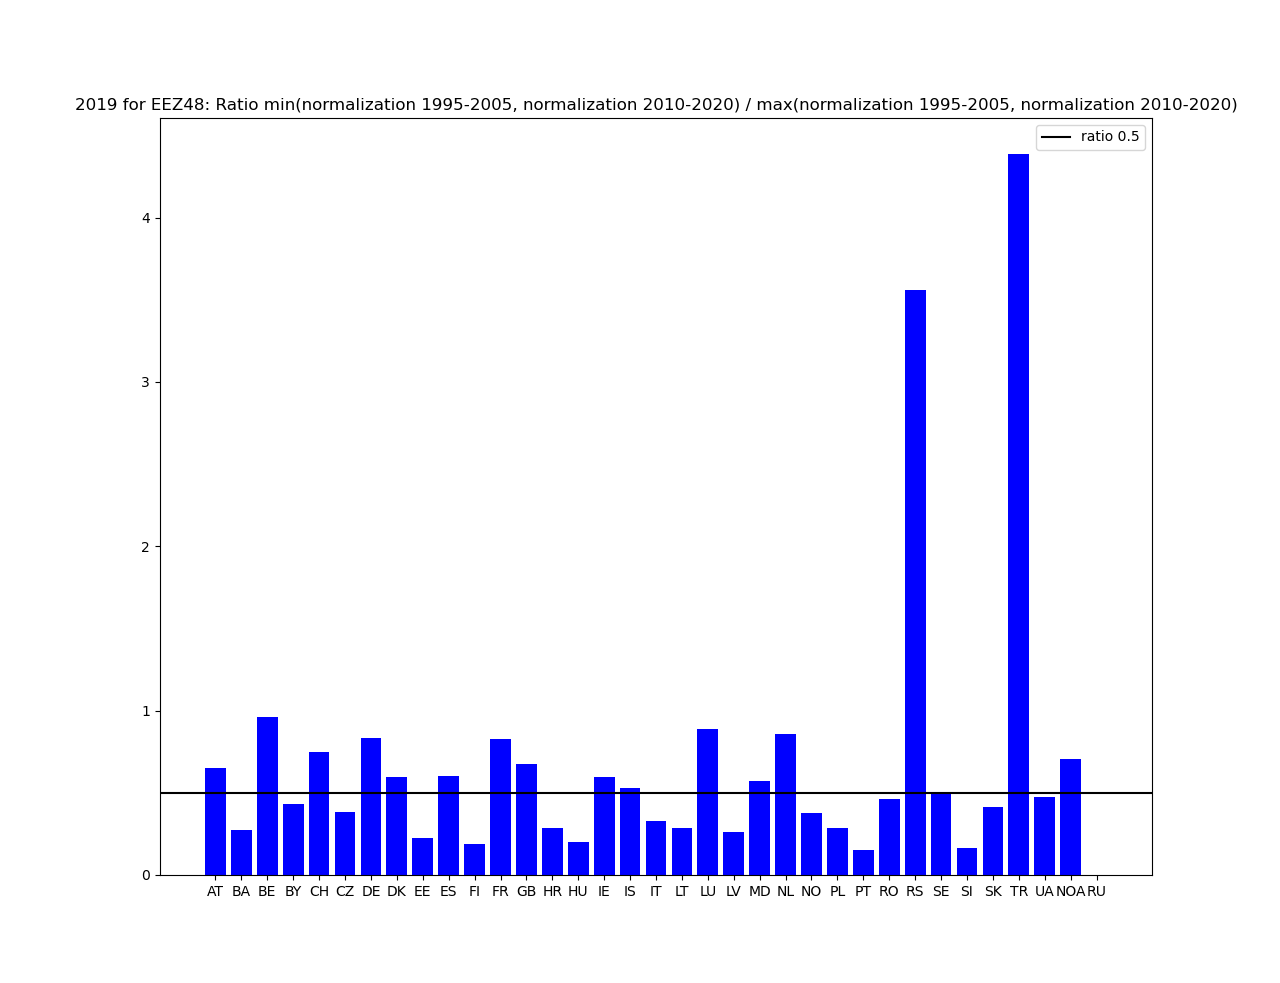 2019 for EEZ48: Ratio min(normalization 1995-2005, normalization 2010-2020) / max(normalization 1995-2005, normalization 2010-2020)
ratio 0.5
4
3
2
1
0
AT BA BE BY CH CZ DE DK EE ES FI FR GB HR HU IE IS IT LT LU LV MD NL NO PL PT RO RS SE SI SK TR UA NOA RU